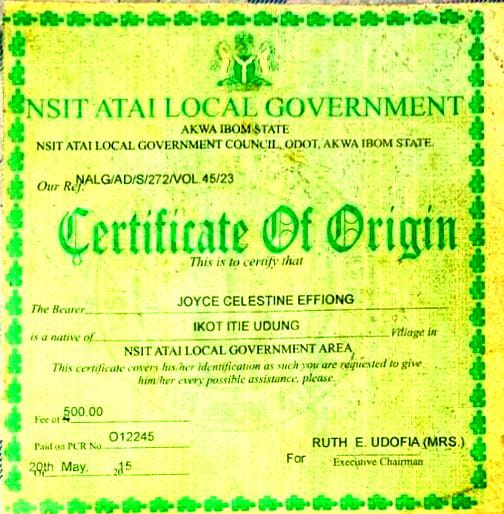 NSIT ATAI LOCAL GOVERNMENT
AKWA IBOM STATE
NSIT ATAI LOCAL GOVERNMENT COUNCIL, ODOT, AKWA IBOM STATE.
Our Ref. NALG/AD/S/272/VOL.45/23
Certificate Of Origin
This is to certify that
The Bearer JOYCE CELESTINE EFFIONG
is a native of IKOT ITIE UDUNG Village in
NSIT ATAI LOCAL GOVERNMENT AREA
This certificate covers his/her identification as such you are requested to give
him/her every possible assistance, please.
Fee of 500.00
Paid on PCR No. O12245
20th May, 2015
RUTH E. UDOFIA (MRS.)
For Executive Chairman